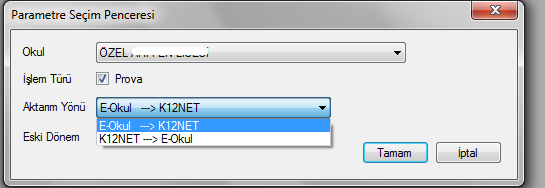 Parametre Seçim Penceresi
Okul
ÖZEL
İşlem Türü
Prova
Aktarım Yönü
E-Okul ---> K12NET
E-Okul ---> K12NET
K12NET ---> E-Okul
Eski Dönem
Tamam
İptal